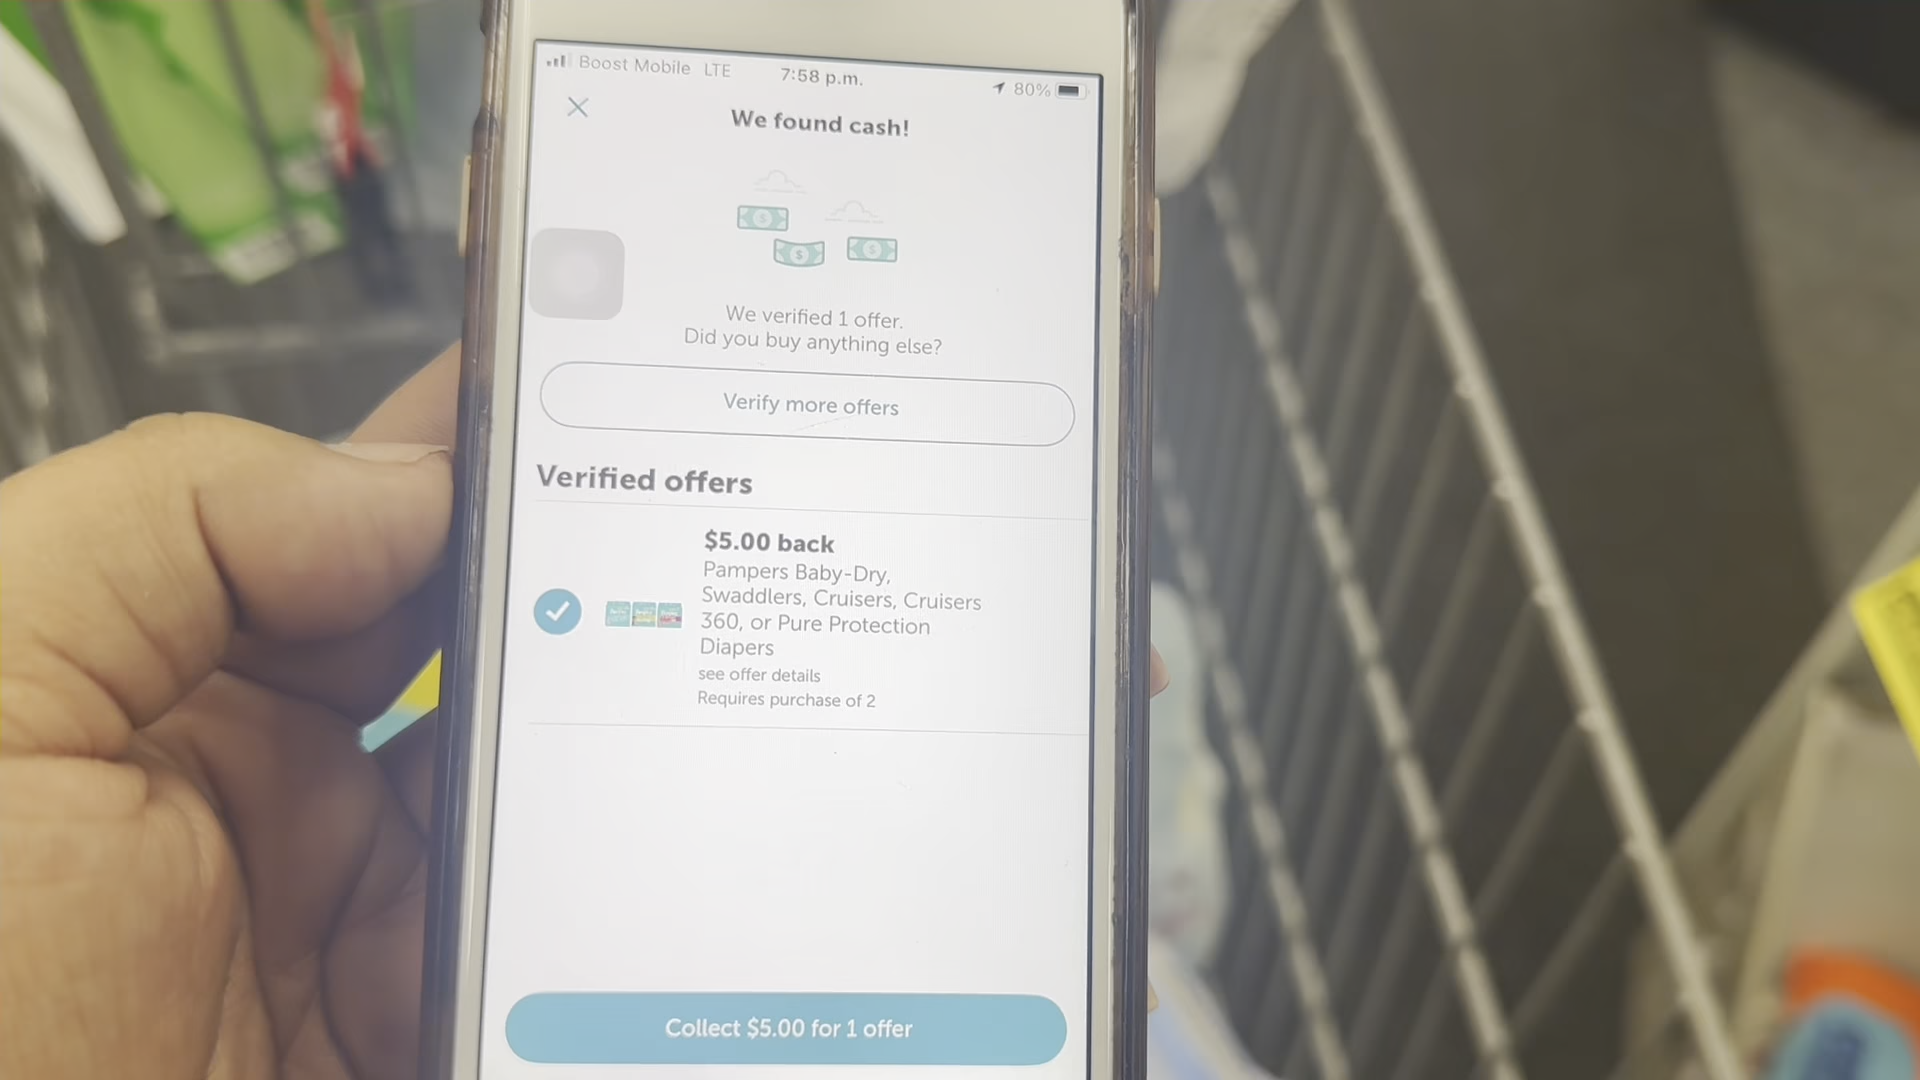 Boost Mobile LTE 7:58 p.m. 80%
We found cash!
We verified 1 offer.
Did you buy anything else?
Verify more offers
Verified offers
$5.00 back
Pampers Baby-Dry,
Swaddlers, Cruisers, Cruisers
360, or Pure Protection
Diapers
see offer details
Requires purchase of 2
Collect $5.00 for 1 offer